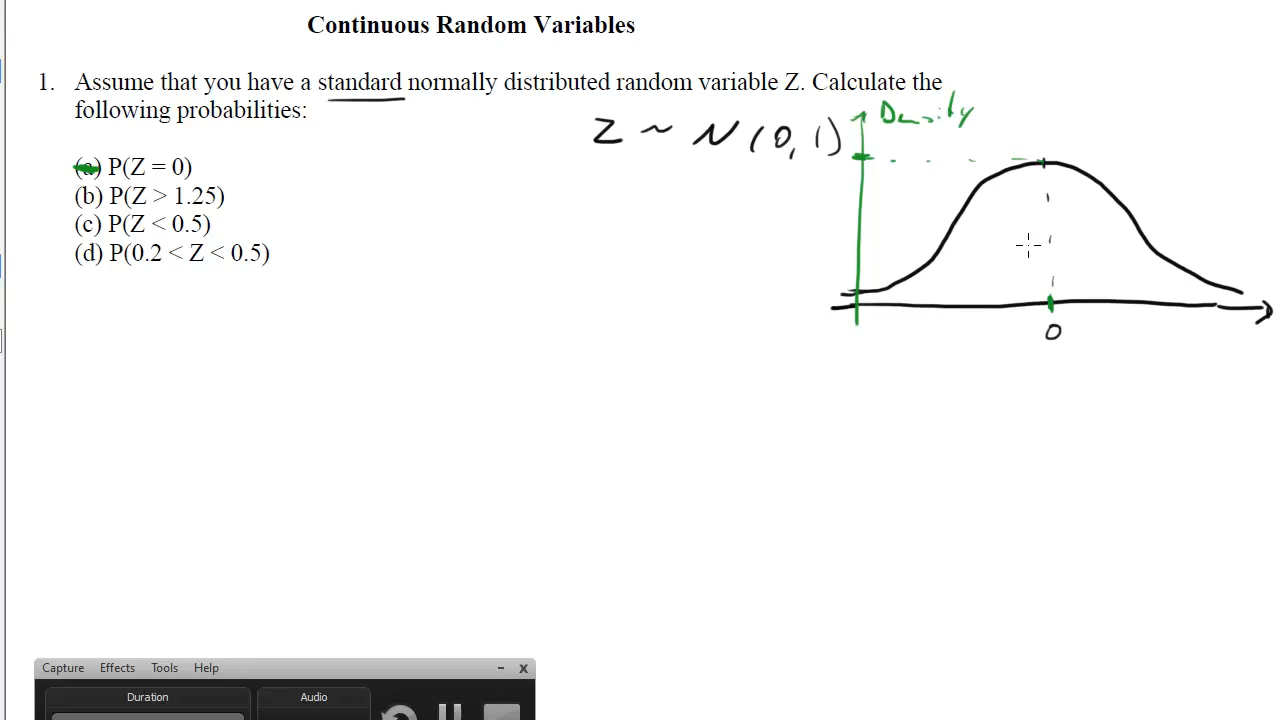 Continuous Random Variables
1. Assume that you have a standard normally distributed random variable Z. Calculate the
following probabilities:
Z ~ N(0,1)
Density
(a) P(Z = 0)
(b) P(Z > 1.25)
(c) P(Z < 0.5)
(d) P(0.2 < Z < 0.5)
0
Capture Effects Tools Help
Duration Audio